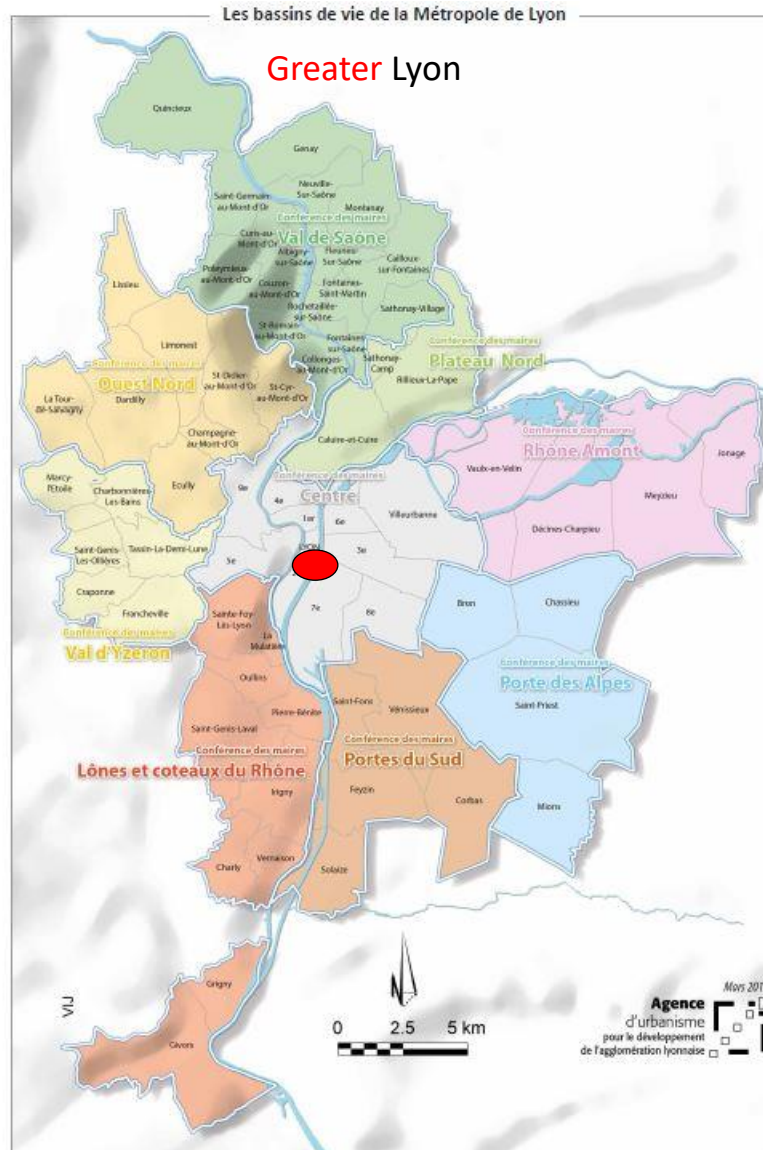 Les bassins de vie de la Métropole de Lyon
Greater Lyon
Quincieux
Genay
Neuville-
Sur-Saône
Saint-Germain-
au-Mont-d'Or
Montanay
Conférence des maires
Val de Saône
Curis-au-
Mont-d'Or
Albigny-
sur-Saône
Fleurieu-
Sur-Saône
Cailloux-
sur-Fontaines
Poleymieux-
au-Mont-d'Or
Couzon-
au-Mont-d'Or
Fontaines-
Saint-Martin
Rochetaillée-
sur-Saône
Sathonay-Village
St-Romain-
au-Mont-d'Or
Fontaines-
sur-Saône
Collonges-
au-Mont-d'Or
Sathonay-
Camp
Conférence des maires
Plateau Nord
Rillieux-La-Pape
Caluire-et-Cuire
Lissieu
Limonest
Conférence des maires
Ouest Nord
La Tour-
de-Salvagny
Dardilly
St-Didier-
au-Mont-d'Or
St-Cyr-
au-Mont-d'Or
Champagne-
au-Mont-d'Or
Ecully
Conférence des maires
Rhône Amont
Vaulx-en-Velin
Jonage
Meyzieu
Décines-Charpieu
Conférence des maires
Centre
9e
4e
1er
6e
Villeurbanne
3e
5e
7e
8e
Marcy-
l'Etoile
Charbonnières-
Les-Bains
Saint-Genis-
Les-Ollières
Tassin-La-Demi-Lune
Craponne
Francheville
Conférence des maires
Val d'Yzeron
Bron
Chassieu
Conférence des maires
Porte des Alpes
Saint-Priest
Mions
Sainte-Foy-
Lès-Lyon
La
Mulatière
Oullins
Pierre-Bénite
Saint-Genis-Laval
Conférence des maires
Lônes et coteaux du Rhône
Irigny
Vernaison
Charly
Grigny
Givors
Saint-Fons
Vénissieux
Conférence des maires
Portes du Sud
Feyzin
Corbas
Solaize
VIJ
N
0 2.5 5 km
Agence
d'urbanisme
pour le développement
de l'agglomération lyonnaise